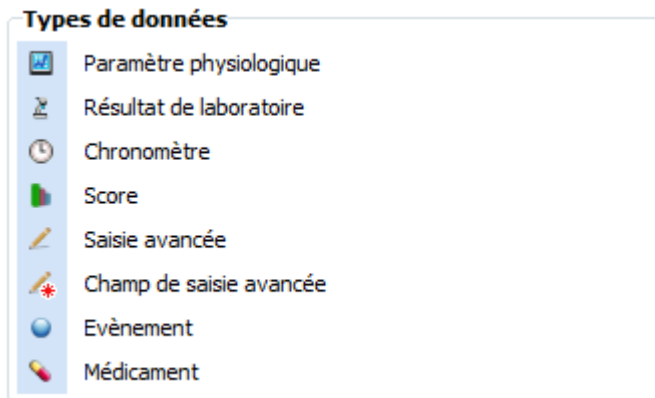 Types de données
Paramètre physiologique
Résultat de laboratoire
Chronomètre
Score
Saisie avancée
Champ de saisie avancée
Evènement
Médicament